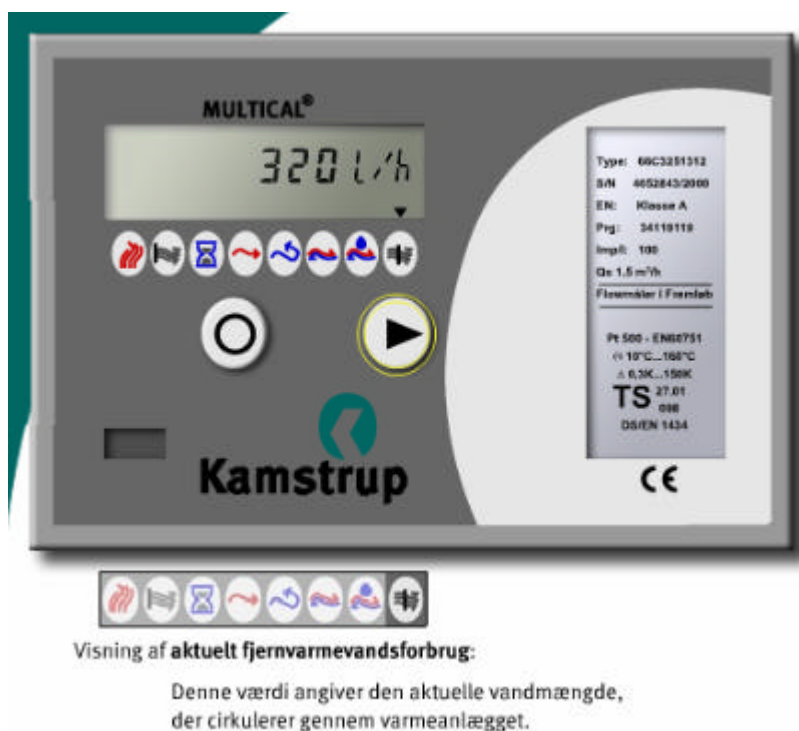 MULTICAL®
320 l/h
Type: 66C3251312
S/N 4652843/2000
EN: Klasse A
Prg: 34119119
Imp/l: 100
Qn 1,5 m³/h
Flowmåler i Fremløb
Pt 500 - EN60751
10°C...160°C
0,3K...150K
TS 27.01
098
DS/EN 1434
Kamstrup
CE
Visning af aktuelt fjernvarmevandsforbrug:
Denne værdi angiver den aktuelle vandmængde,
der cirkulerer gennem varmeanlægget.